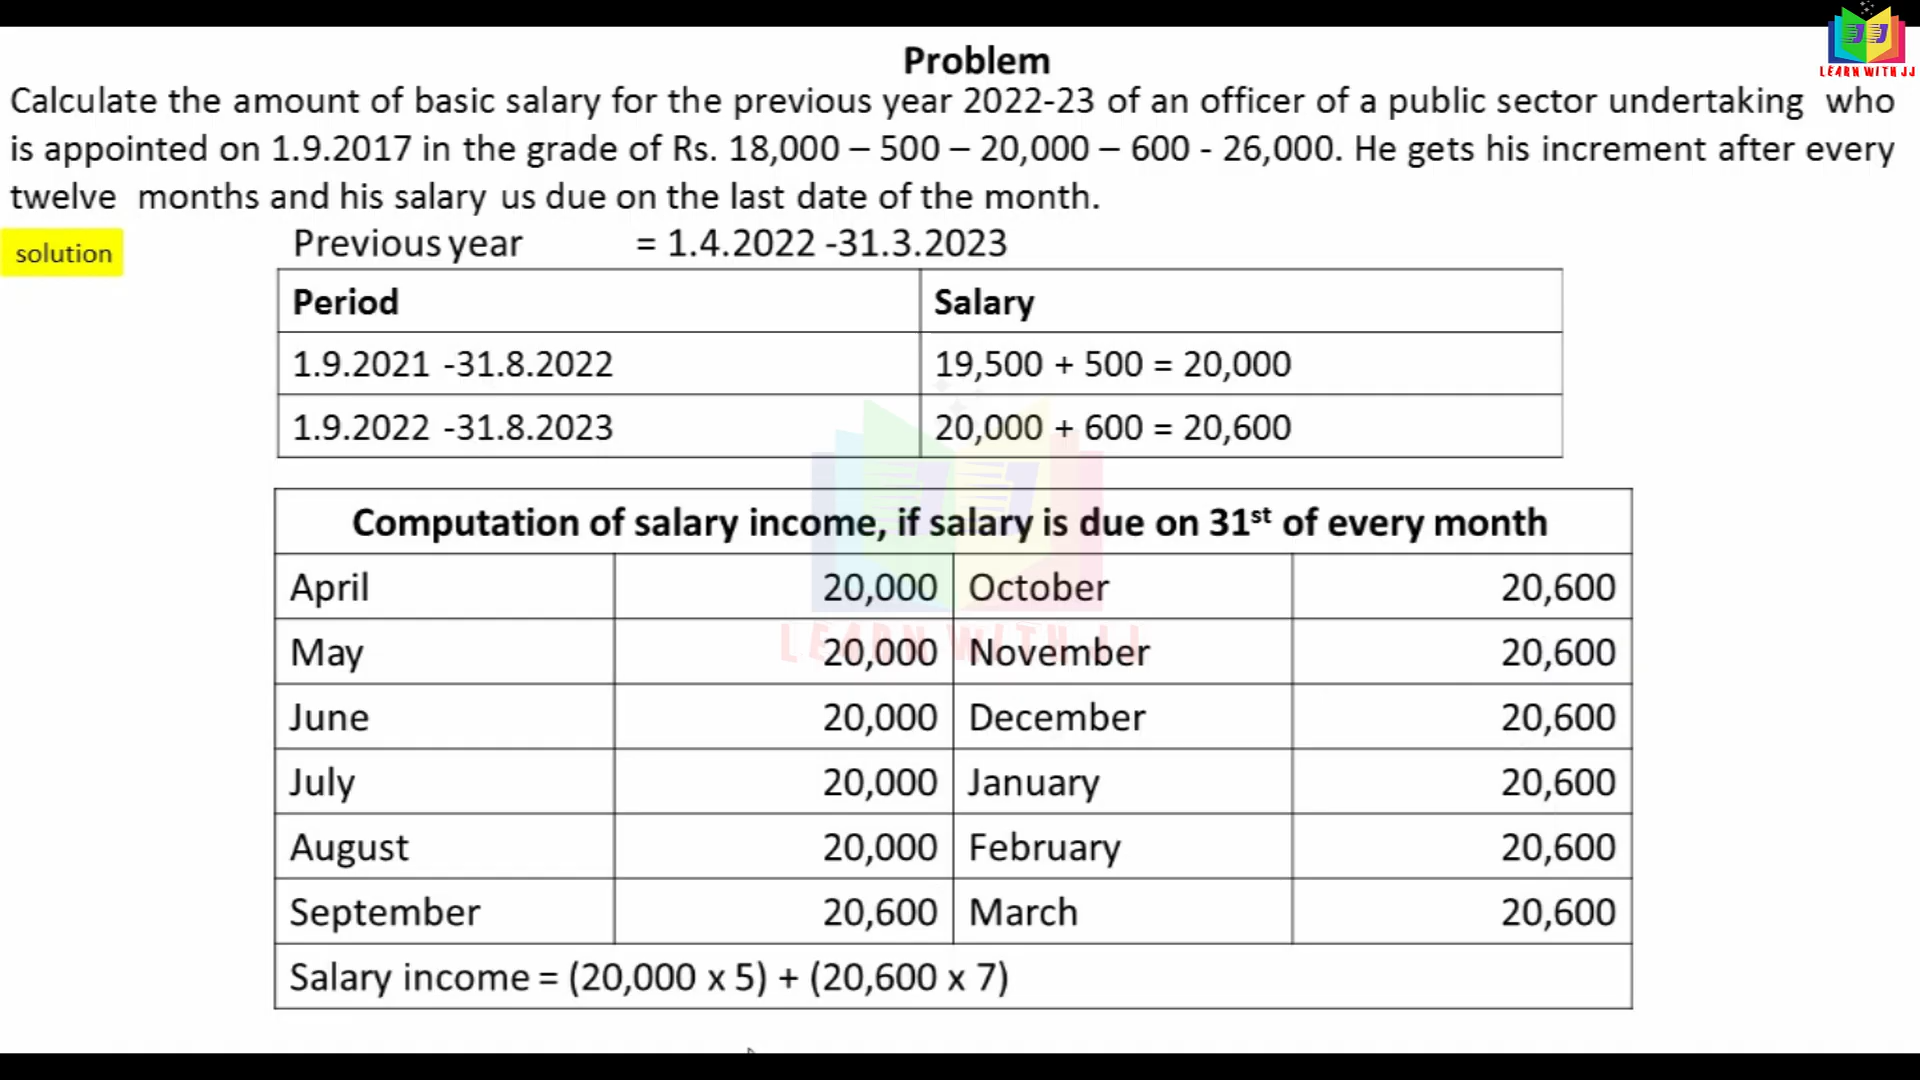 LEARN WITH JJ
Problem
Calculate the amount of basic salary for the previous year 2022-23 of an officer of a public sector undertaking who
is appointed on 1.9.2017 in the grade of Rs. 18,000 – 500 – 20,000 – 600 - 26,000. He gets his increment after every
twelve months and his salary us due on the last date of the month.
solution
Previous year = 1.4.2022 -31.3.2023
Period Salary
1.9.2021 -31.8.2022 19,500 + 500 = 20,000
1.9.2022 -31.8.2023 20,000 + 600 = 20,600
Computation of salary income, if salary is due on 31st of every month
April 20,000 October 20,600
May 20,000 November 20,600
LEARN WITH JJ
June 20,000 December 20,600
July 20,000 January 20,600
August 20,000 February 20,600
September 20,600 March 20,600
Salary income = (20,000 x 5) + (20,600 x 7)